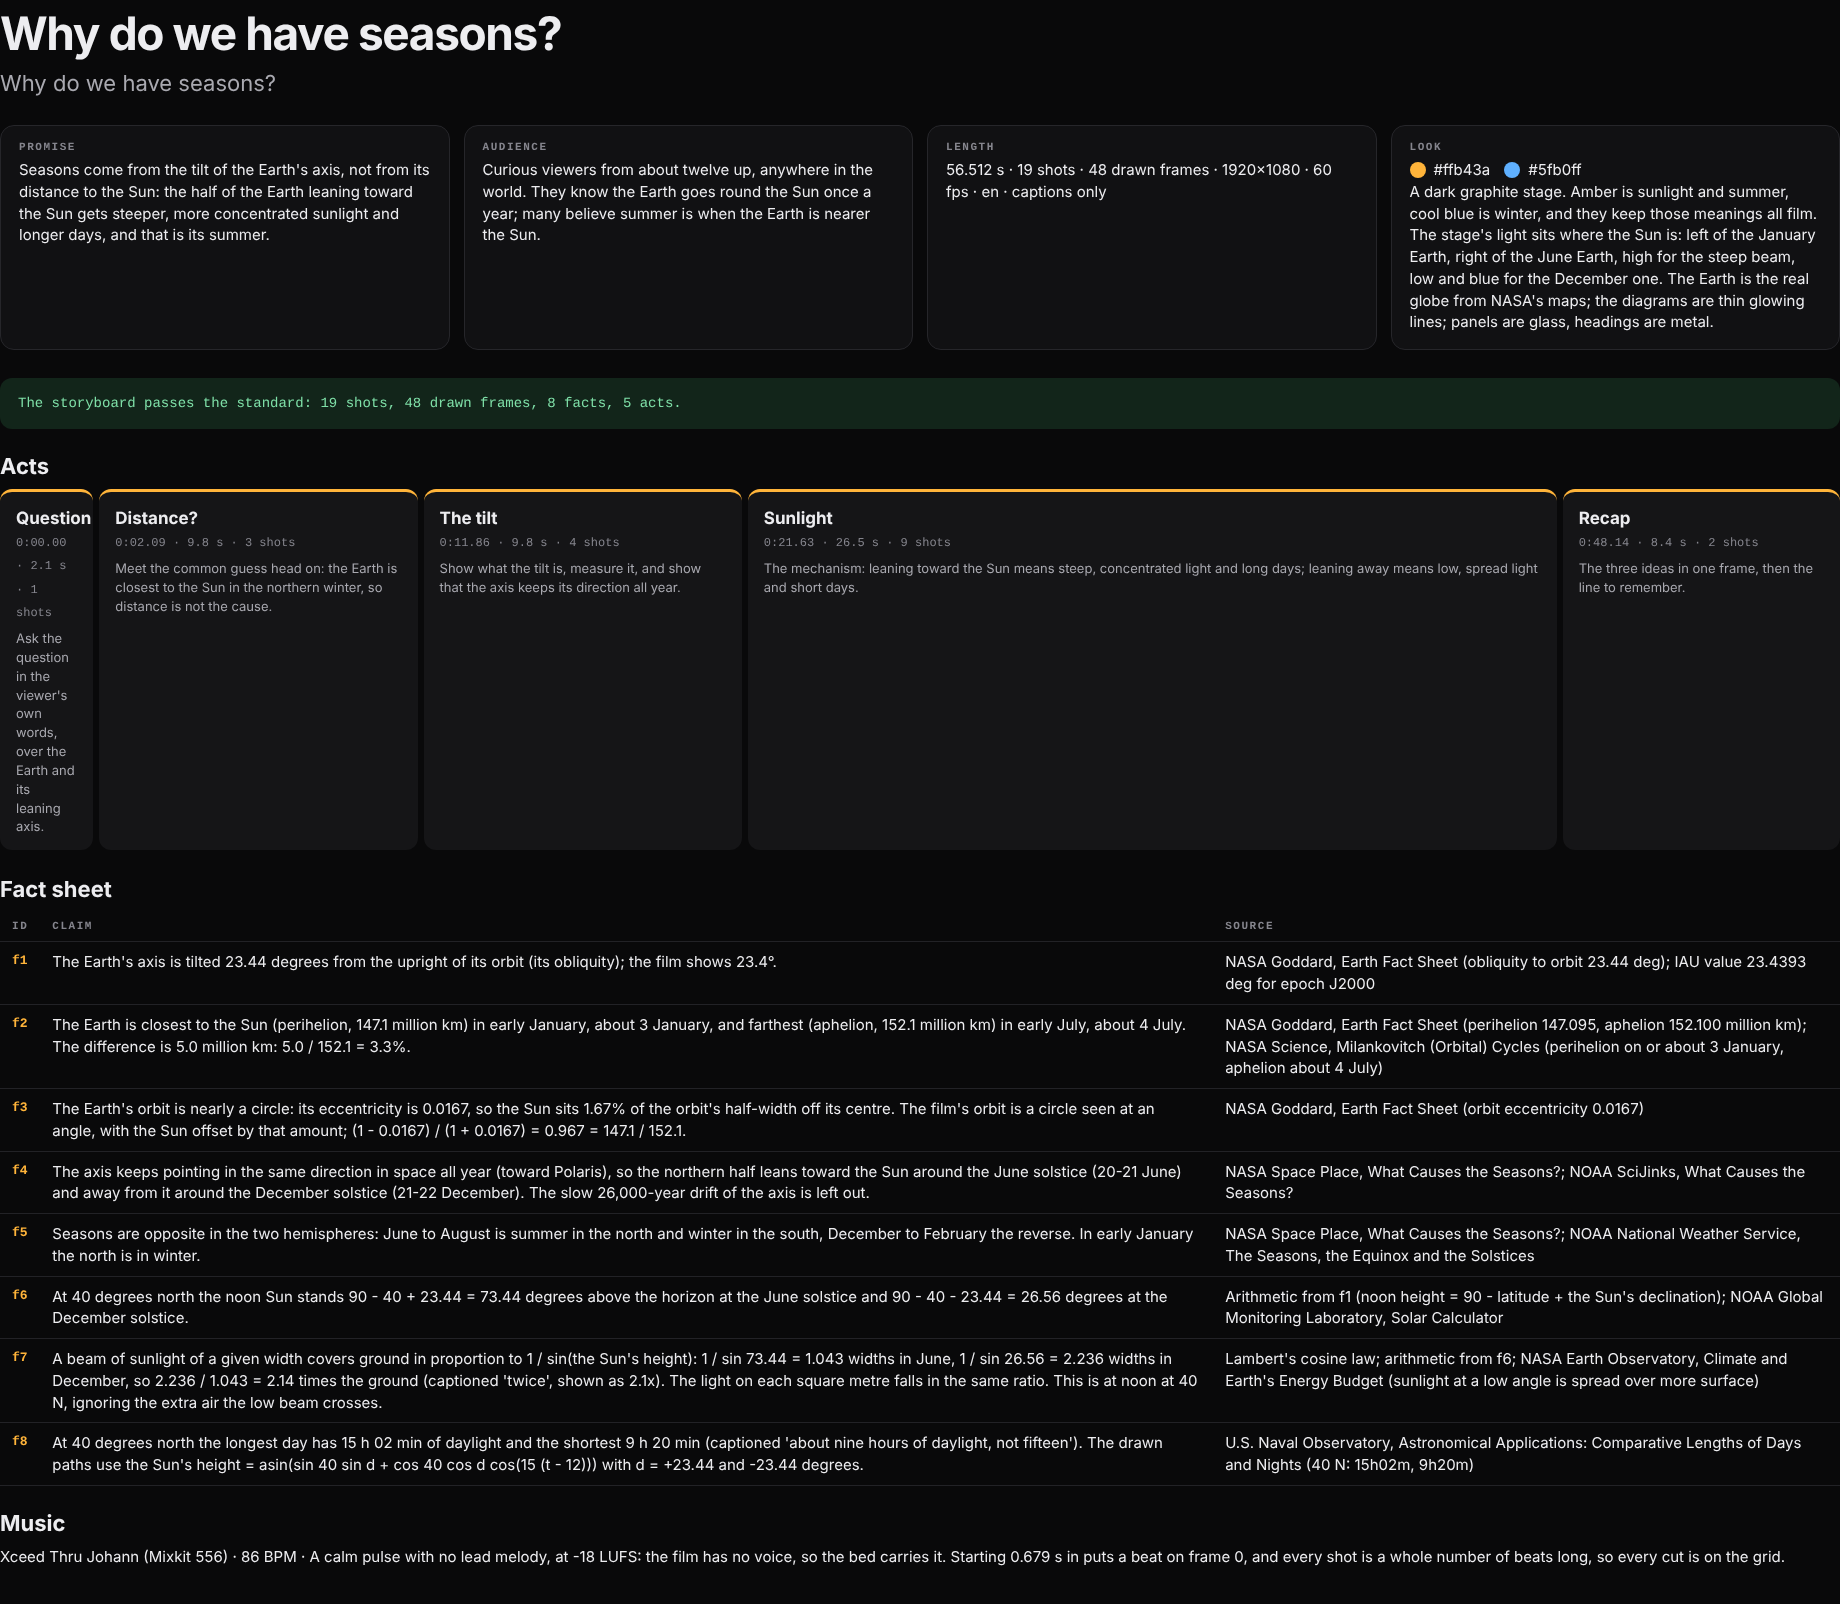 Why do we have seasons?
Why do we have seasons?
PROMISE
Seasons come from the tilt of the Earth's axis, not from its
distance to the Sun: the half of the Earth leaning toward
the Sun gets steeper, more concentrated sunlight and
longer days, and that is its summer.
AUDIENCE
Curious viewers from about twelve up, anywhere in the
world. They know the Earth goes round the Sun once a
year; many believe summer is when the Earth is nearer
the Sun.
LENGTH
56.512 s · 19 shots · 48 drawn frames · 1920×1080 · 60
fps · en · captions only
LOOK
#ffb43a #5fb0ff
A dark graphite stage. Amber is sunlight and summer,
cool blue is winter, and they keep those meanings all film.
The stage's light sits where the Sun is: left of the January
Earth, right of the June Earth, high for the steep beam,
low and blue for the December one. The Earth is the real
globe from NASA's maps; the diagrams are thin glowing
lines; panels are glass, headings are metal.
The storyboard passes the standard: 19 shots, 48 drawn frames, 8 facts, 5 acts.
Acts
Question
0:00.00
· 2.1 s
· 1
shots
Ask the
question
in the
viewer's
own
words,
over the
Earth and
its
leaning
axis.
Distance?
0:02.09 · 9.8 s · 3 shots
Meet the common guess head on: the Earth is
closest to the Sun in the northern winter, so
distance is not the cause.
The tilt
0:11.86 · 9.8 s · 4 shots
Show what the tilt is, measure it, and show
that the axis keeps its direction all year.
Sunlight
0:21.63 · 26.5 s · 9 shots
The mechanism: leaning toward the Sun means steep, concentrated light and long days; leaning away means low, spread light
and short days.
Recap
0:48.14 · 8.4 s · 2 shots
The three ideas in one frame, then the
line to remember.
Fact sheet
ID CLAIM SOURCE
f1 The Earth's axis is tilted 23.44 degrees from the upright of its orbit (its obliquity); the film shows 23.4°.
NASA Goddard, Earth Fact Sheet (obliquity to orbit 23.44 deg); IAU value 23.4393
deg for epoch J2000
f2 The Earth is closest to the Sun (perihelion, 147.1 million km) in early January, about 3 January, and farthest (aphelion, 152.1 million km) in early July, about 4 July.
The difference is 5.0 million km: 5.0 / 152.1 = 3.3%.
NASA Goddard, Earth Fact Sheet (perihelion 147.095, aphelion 152.100 million km);
NASA Science, Milankovitch (Orbital) Cycles (perihelion on or about 3 January,
aphelion about 4 July)
f3 The Earth's orbit is nearly a circle: its eccentricity is 0.0167, so the Sun sits 1.67% of the orbit's half-width off its centre. The film's orbit is a circle seen at an
angle, with the Sun offset by that amount; (1 - 0.0167) / (1 + 0.0167) = 0.967 = 147.1 / 152.1.
NASA Goddard, Earth Fact Sheet (orbit eccentricity 0.0167)
f4 The axis keeps pointing in the same direction in space all year (toward Polaris), so the northern half leans toward the Sun around the June solstice (20-21 June)
and away from it around the December solstice (21-22 December). The slow 26,000-year drift of the axis is left out.
NASA Space Place, What Causes the Seasons?; NOAA SciJinks, What Causes the
Seasons?
f5 Seasons are opposite in the two hemispheres: June to August is summer in the north and winter in the south, December to February the reverse. In early January
the north is in winter.
NASA Space Place, What Causes the Seasons?; NOAA National Weather Service,
The Seasons, the Equinox and the Solstices
f6 At 40 degrees north the noon Sun stands 90 - 40 + 23.44 = 73.44 degrees above the horizon at the June solstice and 90 - 40 - 23.44 = 26.56 degrees at the
December solstice.
Arithmetic from f1 (noon height = 90 - latitude + the Sun's declination); NOAA Global
Monitoring Laboratory, Solar Calculator
f7 A beam of sunlight of a given width covers ground in proportion to 1 / sin(the Sun's height): 1 / sin 73.44 = 1.043 widths in June, 1 / sin 26.56 = 2.236 widths in
December, so 2.236 / 1.043 = 2.14 times the ground (captioned 'twice', shown as 2.1x). The light on each square metre falls in the same ratio. This is at noon at 40
N, ignoring the extra air the low beam crosses.
Lambert's cosine law; arithmetic from f6; NASA Earth Observatory, Climate and
Earth's Energy Budget (sunlight at a low angle is spread over more surface)
f8 At 40 degrees north the longest day has 15 h 02 min of daylight and the shortest 9 h 20 min (captioned 'about nine hours of daylight, not fifteen'). The drawn
paths use the Sun's height = asin(sin 40 sin d + cos 40 cos d cos(15 (t - 12))) with d = +23.44 and -23.44 degrees.
U.S. Naval Observatory, Astronomical Applications: Comparative Lengths of Days
and Nights (40 N: 15h02m, 9h20m)
Music
Xceed Thru Johann (Mixkit 556) · 86 BPM · A calm pulse with no lead melody, at -18 LUFS: the film has no voice, so the bed carries it. Starting 0.679 s in puts a beat on frame 0, and every shot is a whole number of beats long, so every cut is on the grid.